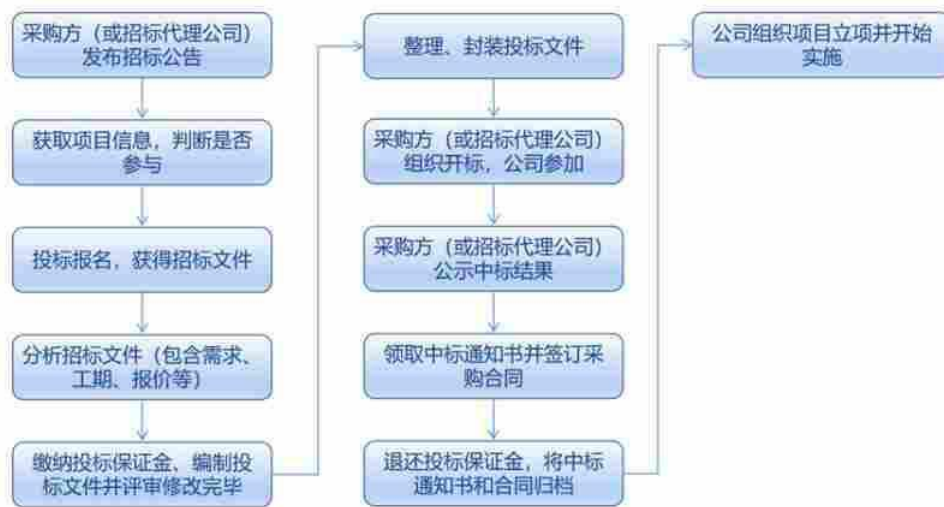 采购方（或招标代理公司）
发布招标公告
获取项目信息，判断是否
参与
投标报名，获得招标文件
分析招标文件（包含需求、
工期、报价等）
缴纳投标保证金、编制投
标文件并评审修改完毕
整理、封装投标文件
采购方（或招标代理公司）
组织开标，公司参加
采购方（或招标代理公司）
公示中标结果
领取中标通知书并签订采
购合同
退还投标保证金，将中标
通知书和合同归档
公司组织项目立项并开始
实施